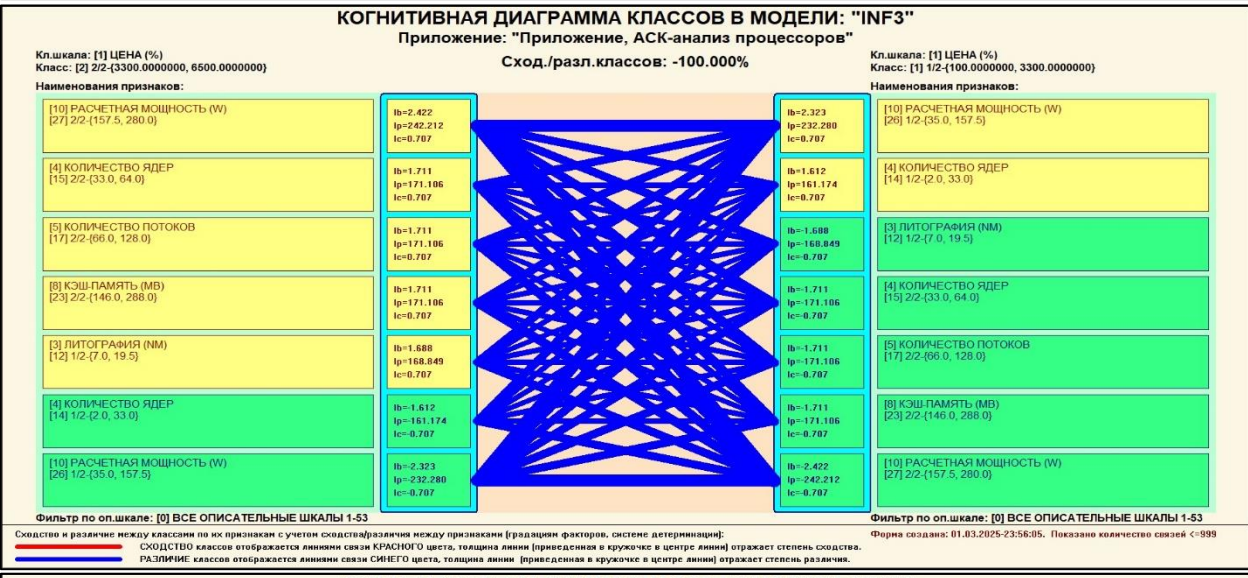 КОГНИТИВНАЯ ДИАГРАММА КЛАССОВ В МОДЕЛИ: "INF3"
Приложение: "Приложение, АСК-анализ процессоров"
Сход./разл.классов: -100.000%
Кл.шкала: [1] ЦЕНА (%)
Класс: [2] 2/2-{3300.0000000, 6500.0000000}
Наименования признаков:
[10] РАСЧЕТНАЯ МОЩНОСТЬ (W)
[27] 2/2-{157.5, 280.0}
Ib=2.422
Ip=242.212
Ic=0.707
[4] КОЛИЧЕСТВО ЯДЕР
[15] 2/2-{33.0, 64.0}
Ib=1.711
Ip=171.106
Ic=0.707
[5] КОЛИЧЕСТВО ПОТОКОВ
[17] 2/2-{66.0, 128.0}
Ib=1.711
Ip=171.106
Ic=0.707
[8] КЭШ-ПАМЯТЬ (MB)
[23] 2/2-{146.0, 288.0}
Ib=1.711
Ip=171.106
Ic=0.707
[3] ЛИТОГРАФИЯ (NM)
[12] 1/2-{7.0, 19.5}
Ib=1.688
Ip=168.849
Ic=0.707
[4] КОЛИЧЕСТВО ЯДЕР
[14] 1/2-{2.0, 33.0}
Ib=-1.612
Ip=-161.174
Ic=-0.707
[10] РАСЧЕТНАЯ МОЩНОСТЬ (W)
[26] 1/2-{35.0, 157.5}
Ib=-2.323
Ip=-232.280
Ic=-0.707
Фильтр по оп.шкале: [0] ВСЕ ОПИСАТЕЛЬНЫЕ ШКАЛЫ 1-53
Кл.шкала: [1] ЦЕНА (%)
Класс: [1] 1/2-{100.0000000, 3300.0000000}
Наименования признаков:
Ib=2.323
Ip=232.280
Ic=0.707
[10] РАСЧЕТНАЯ МОЩНОСТЬ (W)
[26] 1/2-{35.0, 157.5}
Ib=1.612
Ip=161.174
Ic=0.707
[4] КОЛИЧЕСТВО ЯДЕР
[14] 1/2-{2.0, 33.0}
Ib=-1.688
Ip=-168.849
Ic=-0.707
[3] ЛИТОГРАФИЯ (NM)
[12] 1/2-{7.0, 19.5}
Ib=-1.711
Ip=-171.106
Ic=-0.707
[4] КОЛИЧЕСТВО ЯДЕР
[15] 2/2-{33.0, 64.0}
Ib=-1.711
Ip=-171.106
Ic=-0.707
[5] КОЛИЧЕСТВО ПОТОКОВ
[17] 2/2-{66.0, 128.0}
Ib=-1.711
Ip=-171.106
Ic=-0.707
[8] КЭШ-ПАМЯТЬ (MB)
[23] 2/2-{146.0, 288.0}
Ib=-2.422
Ip=-242.212
Ic=-0.707
[10] РАСЧЕТНАЯ МОЩНОСТЬ (W)
[27] 2/2-{157.5, 280.0}
Фильтр по оп.шкале: [0] ВСЕ ОПИСАТЕЛЬНЫЕ ШКАЛЫ 1-53
Сходство и различие между классами по их признакам с учетом сходства/различия между признаками (градациям факторов, системе детерминации):
СХОДСТВО классов отображается линиями связи КРАСНОГО цвета, толщина линии (приведенная в кружочке в центре линии) отражает степень сходства.
РАЗЛИЧИЕ классов отображается линиями связи СИНЕГО цвета, толщина линии (приведенная в кружочке в центре линии) отражает степень различия.
Форма создана: 01.03.2025-23:56:05. Показано количество связей <=999